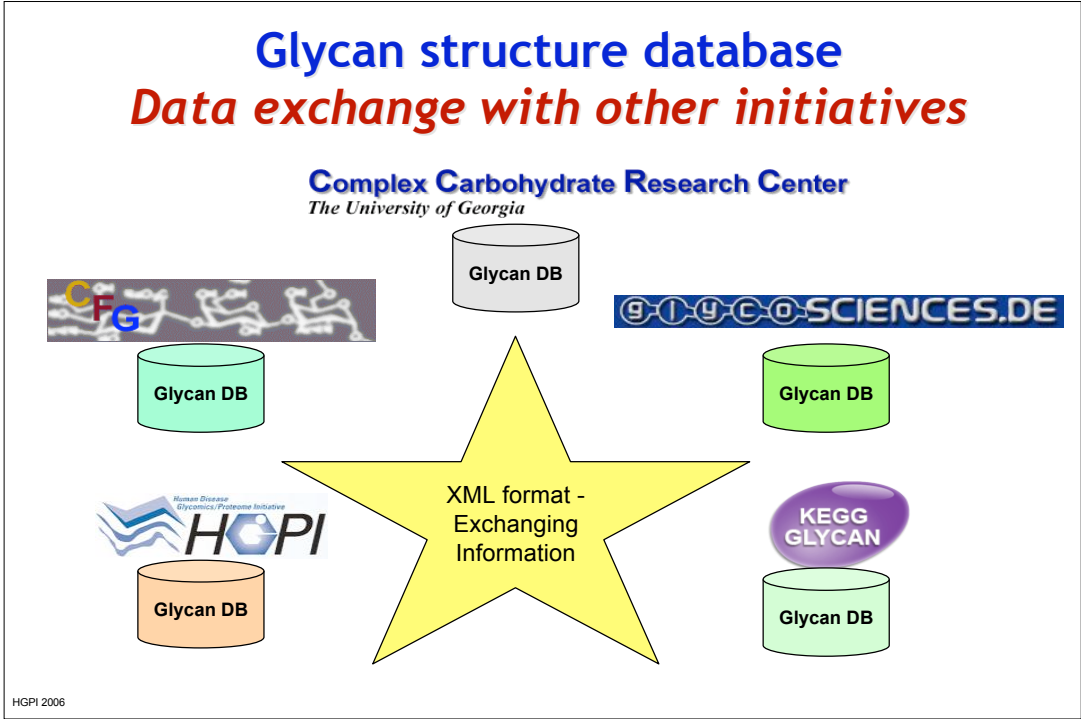 Glycan structure database
Data exchange with other initiatives
Complex Carbohydrate Research Center
The University of Georgia
Glycan DB
CFG
glyco-SCIENCES.DE
Glycan DB
Glycan DB
Human Disease
Glycomics/Proteome Initiative
HGPI
Glycan DB
XML format -
Exchanging
Information
KEGG
GLYCAN
Glycan DB
HGPI 2006